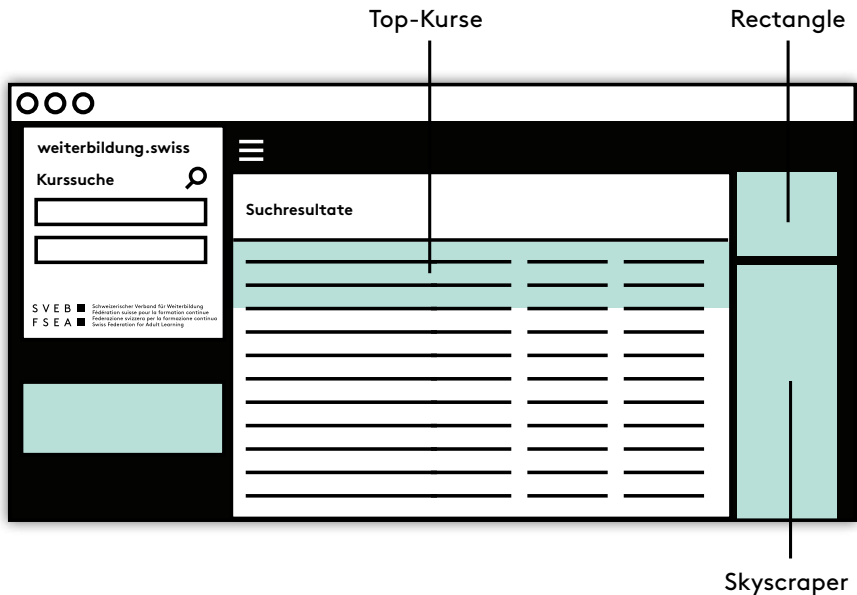 Top-Kurse
Rectangle
weiterbildung.swiss
Kurssuche
Suchresultate
SVEB
FSEA
Schweizerischer Verband für Weiterbildung
Fédération suisse pour la formation continue
Federazione svizzera per la formazione continua
Swiss Federation for Adult Learning
Skyscraper